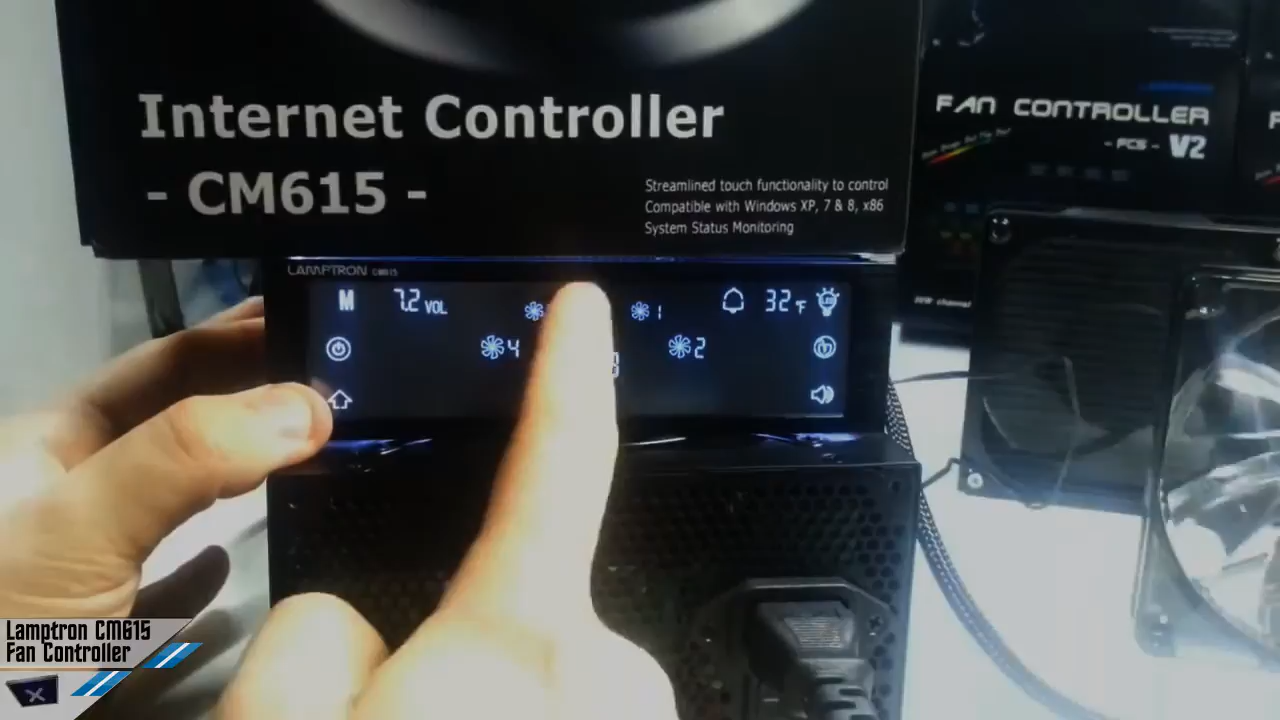 Internet Controller
- CM615 -
Streamlined touch functionality to control
Compatible with Windows XP, 7 & 8, x86
System Status Monitoring
FAN CONTROLLER
- FC5 - V2
LAMPTRON CM615
M 7.2 VOL 1 32 °F
4 2
Lamptron CM615
Fan Controller